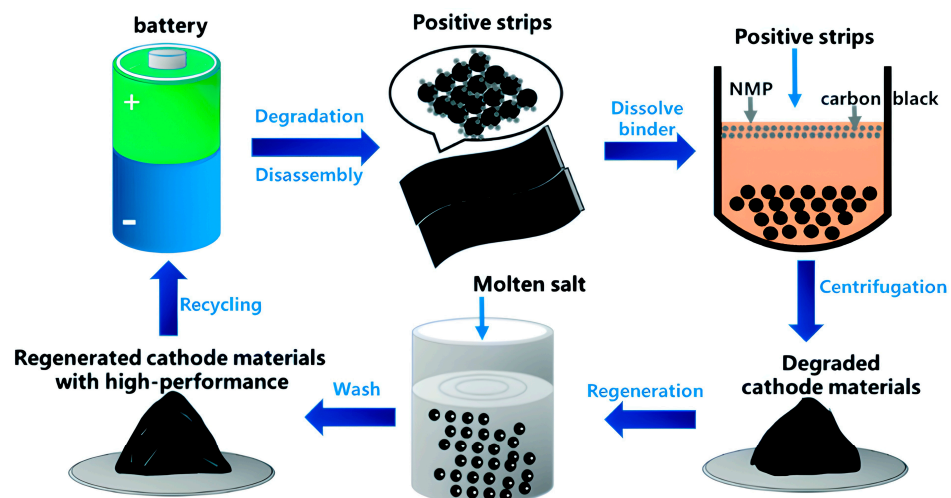 battery
+
-
Degradation
Disassembly
Positive strips
Dissolve
binder
Positive strips
NMP
carbon black
Centrifugation
Degraded
cathode materials
Regeneration
Molten salt
Wash
Regenerated cathode materials
with high-performance
Recycling